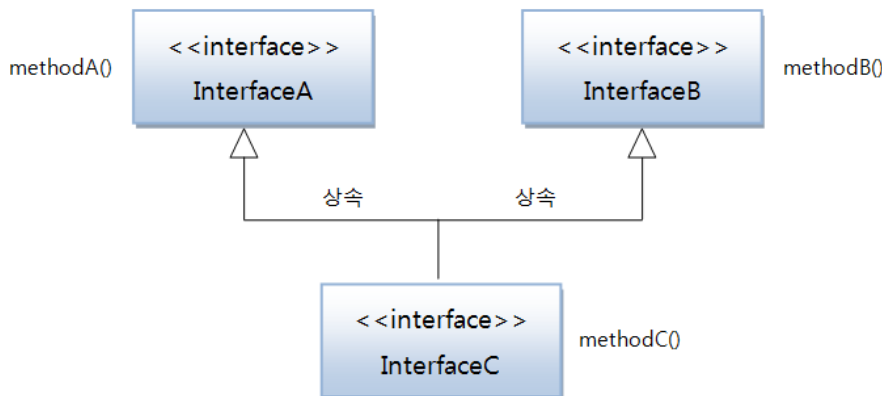 <<interface>>
InterfaceA
methodA()
<<interface>>
InterfaceB
methodB()
상속
상속
<<interface>>
InterfaceC
methodC()